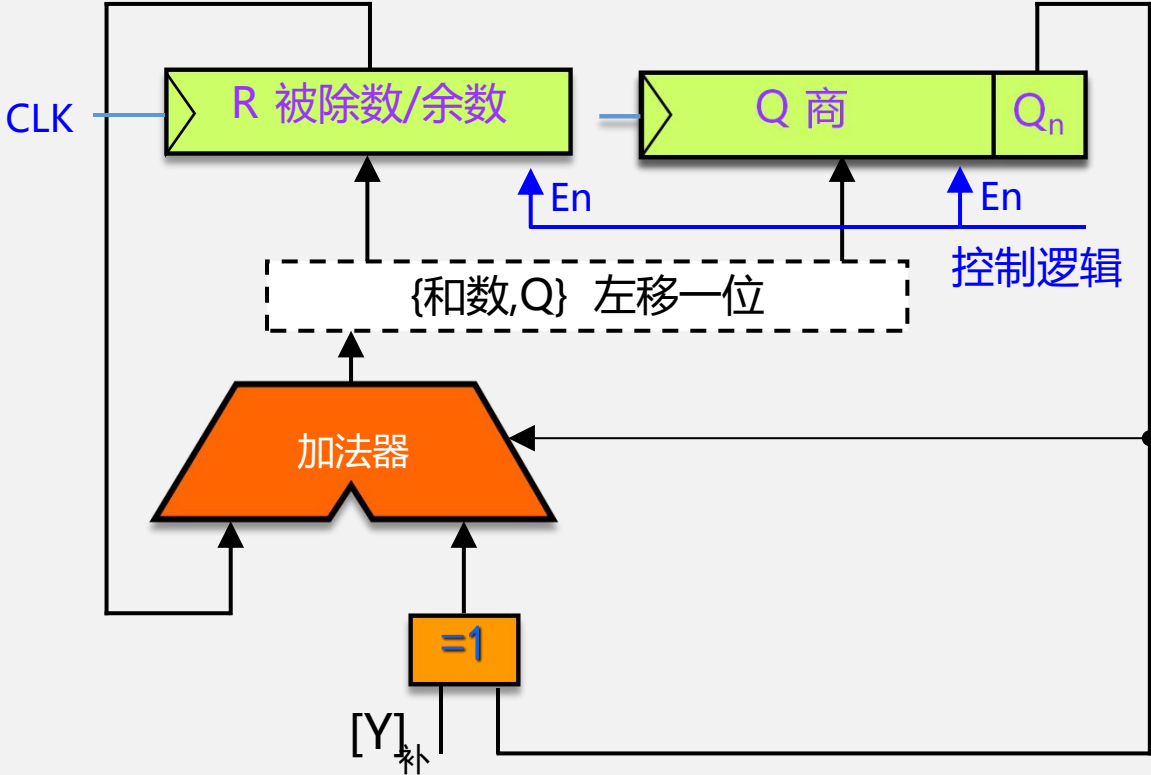 CLK
R 被除数/余数
Q 商
Qn
En
En
控制逻辑
{和数,Q} 左移一位
加法器
=1
[Y]补